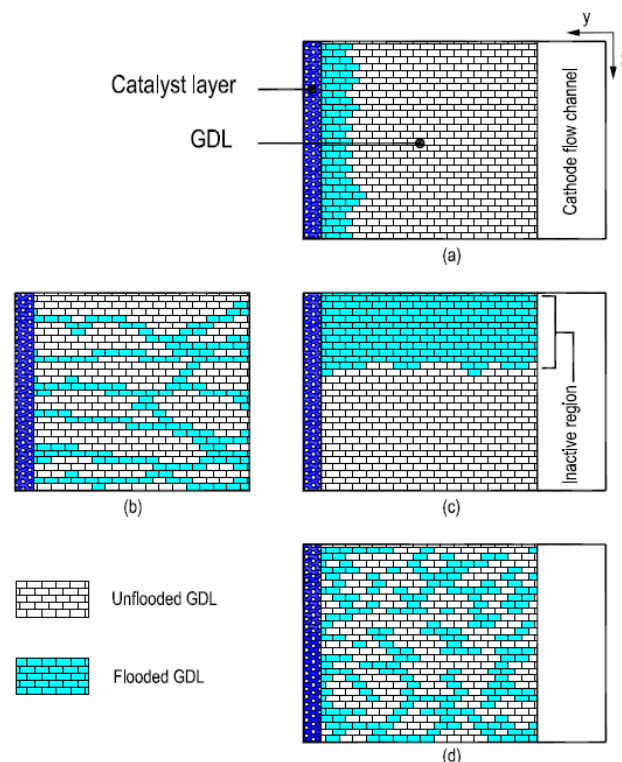 y
Catalyst layer
GDL
Cathode flow channel
(a)
(b)
(c)
Inactive region
Unflooded GDL
Flooded GDL
(d)